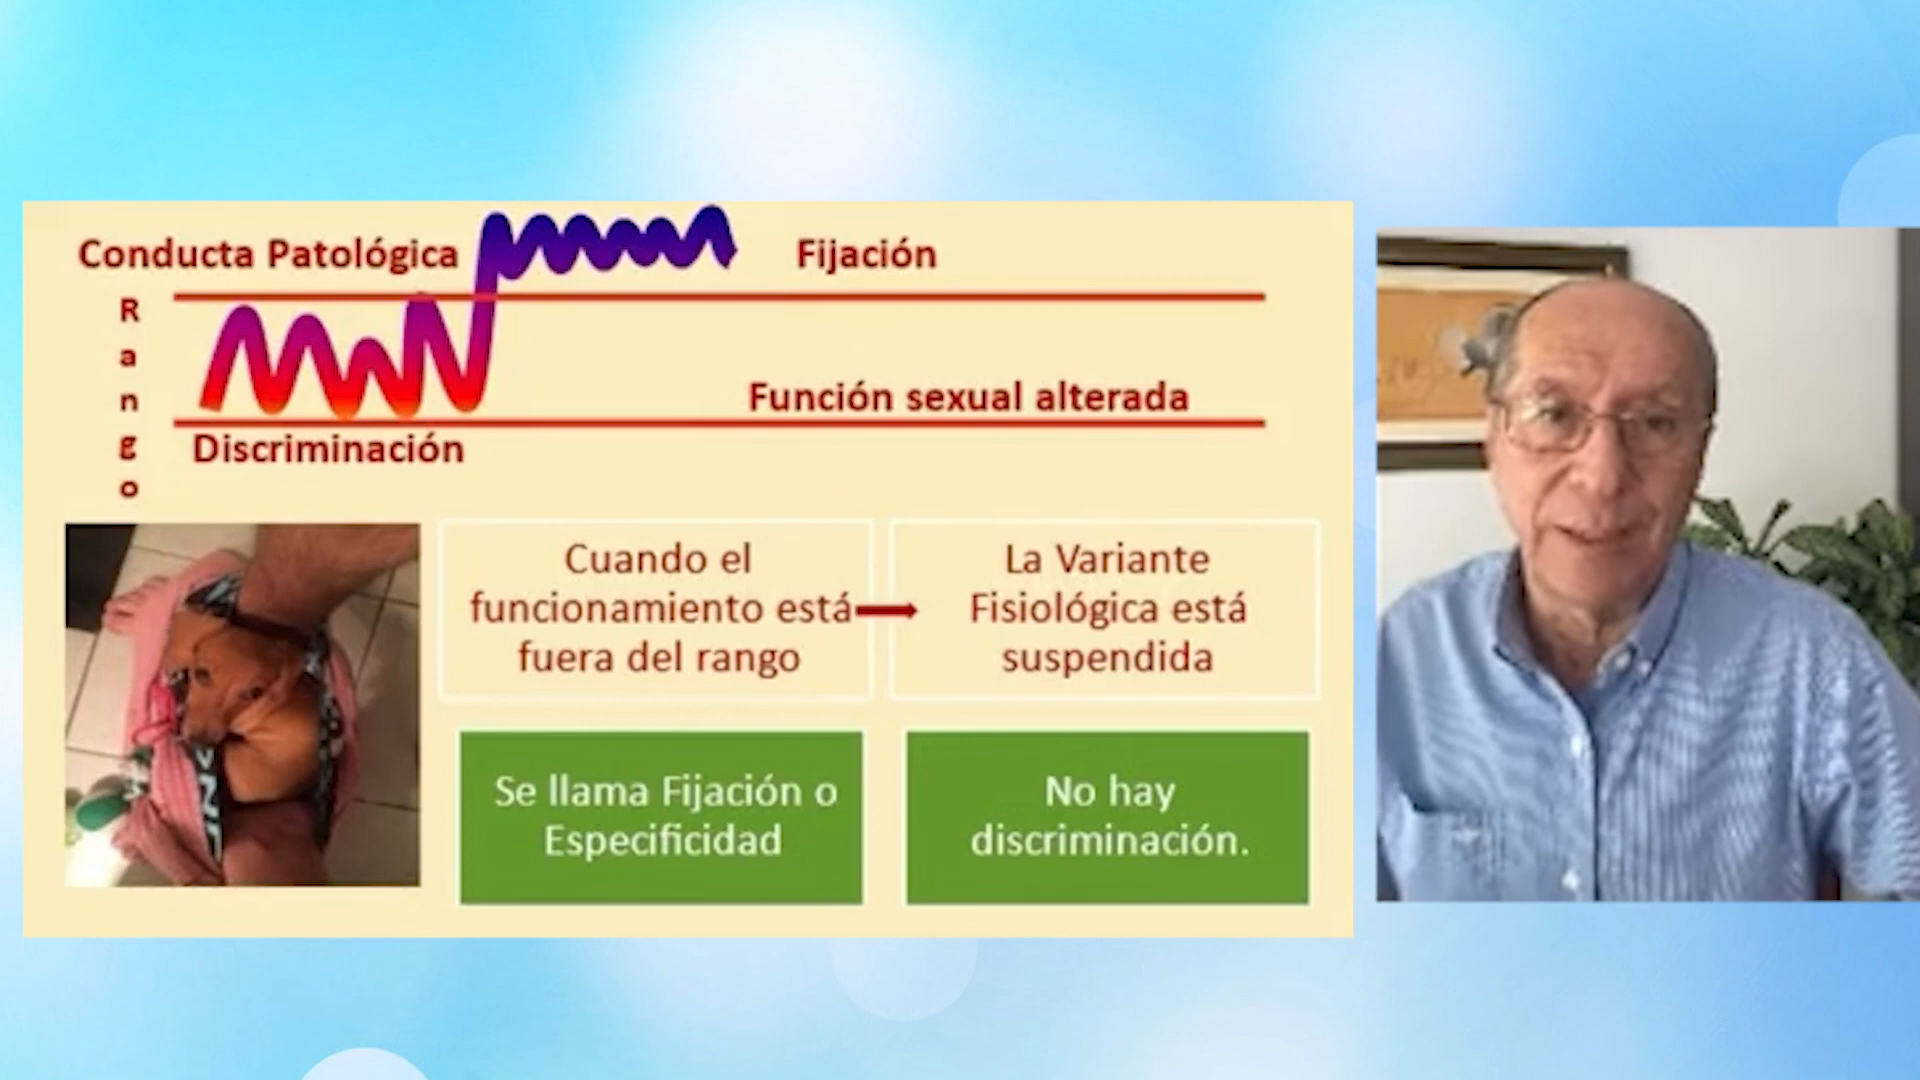 Conducta Patológica
Fijación
Rango
Función sexual alterada
Discriminación
Cuando el
funcionamiento está
fuera del rango
La Variante
Fisiológica está
suspendida
Se llama Fijación o
Especificidad
No hay
discriminación.